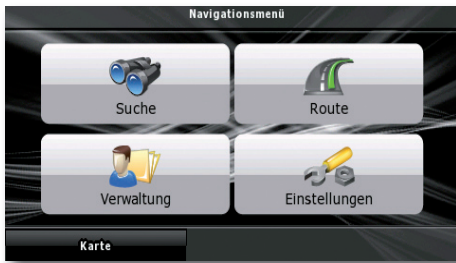 Navigationsmenü
Suche
Route
Verwaltung
Einstellungen
Karte